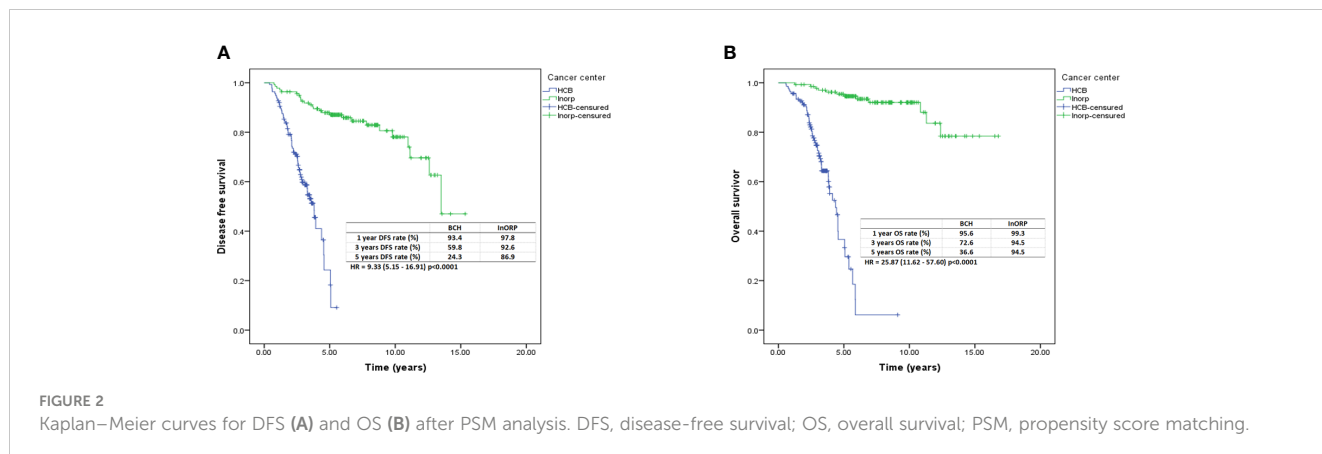 A
Cancer center
HCB
Inorp
HCB-censured
Inorp-censured
Disease free survival
1.0
0.8
0.6
0.4
0.2
0.0
BCH InORP
1 year DFS rate (%) 93.4 97.8
3 years DFS rate (%) 59.8 92.6
5 years DFS rate (%) 24.3 86.9
HR = 9.33 (5.15 - 16.91) p<0.0001
0.00 5.00 10.00 15.00 20.00
Time (years)
B
Cancer center
HCB
Inorp
HCB-censured
Inorp-censured
Overall survivor
1.0
0.8
0.6
0.4
0.2
0.0
BCH InORP
1 year OS rate (%) 95.6 99.3
3 years OS rate (%) 72.6 94.5
5 years OS rate (%) 36.6 94.5
HR = 25.87 (11.62 - 57.60) p<0.0001
0.00 5.00 10.00 15.00 20.00
Time (years)
FIGURE 2
Kaplan–Meier curves for DFS (A) and OS (B) after PSM analysis. DFS, disease-free survival; OS, overall survival; PSM, propensity score matching.